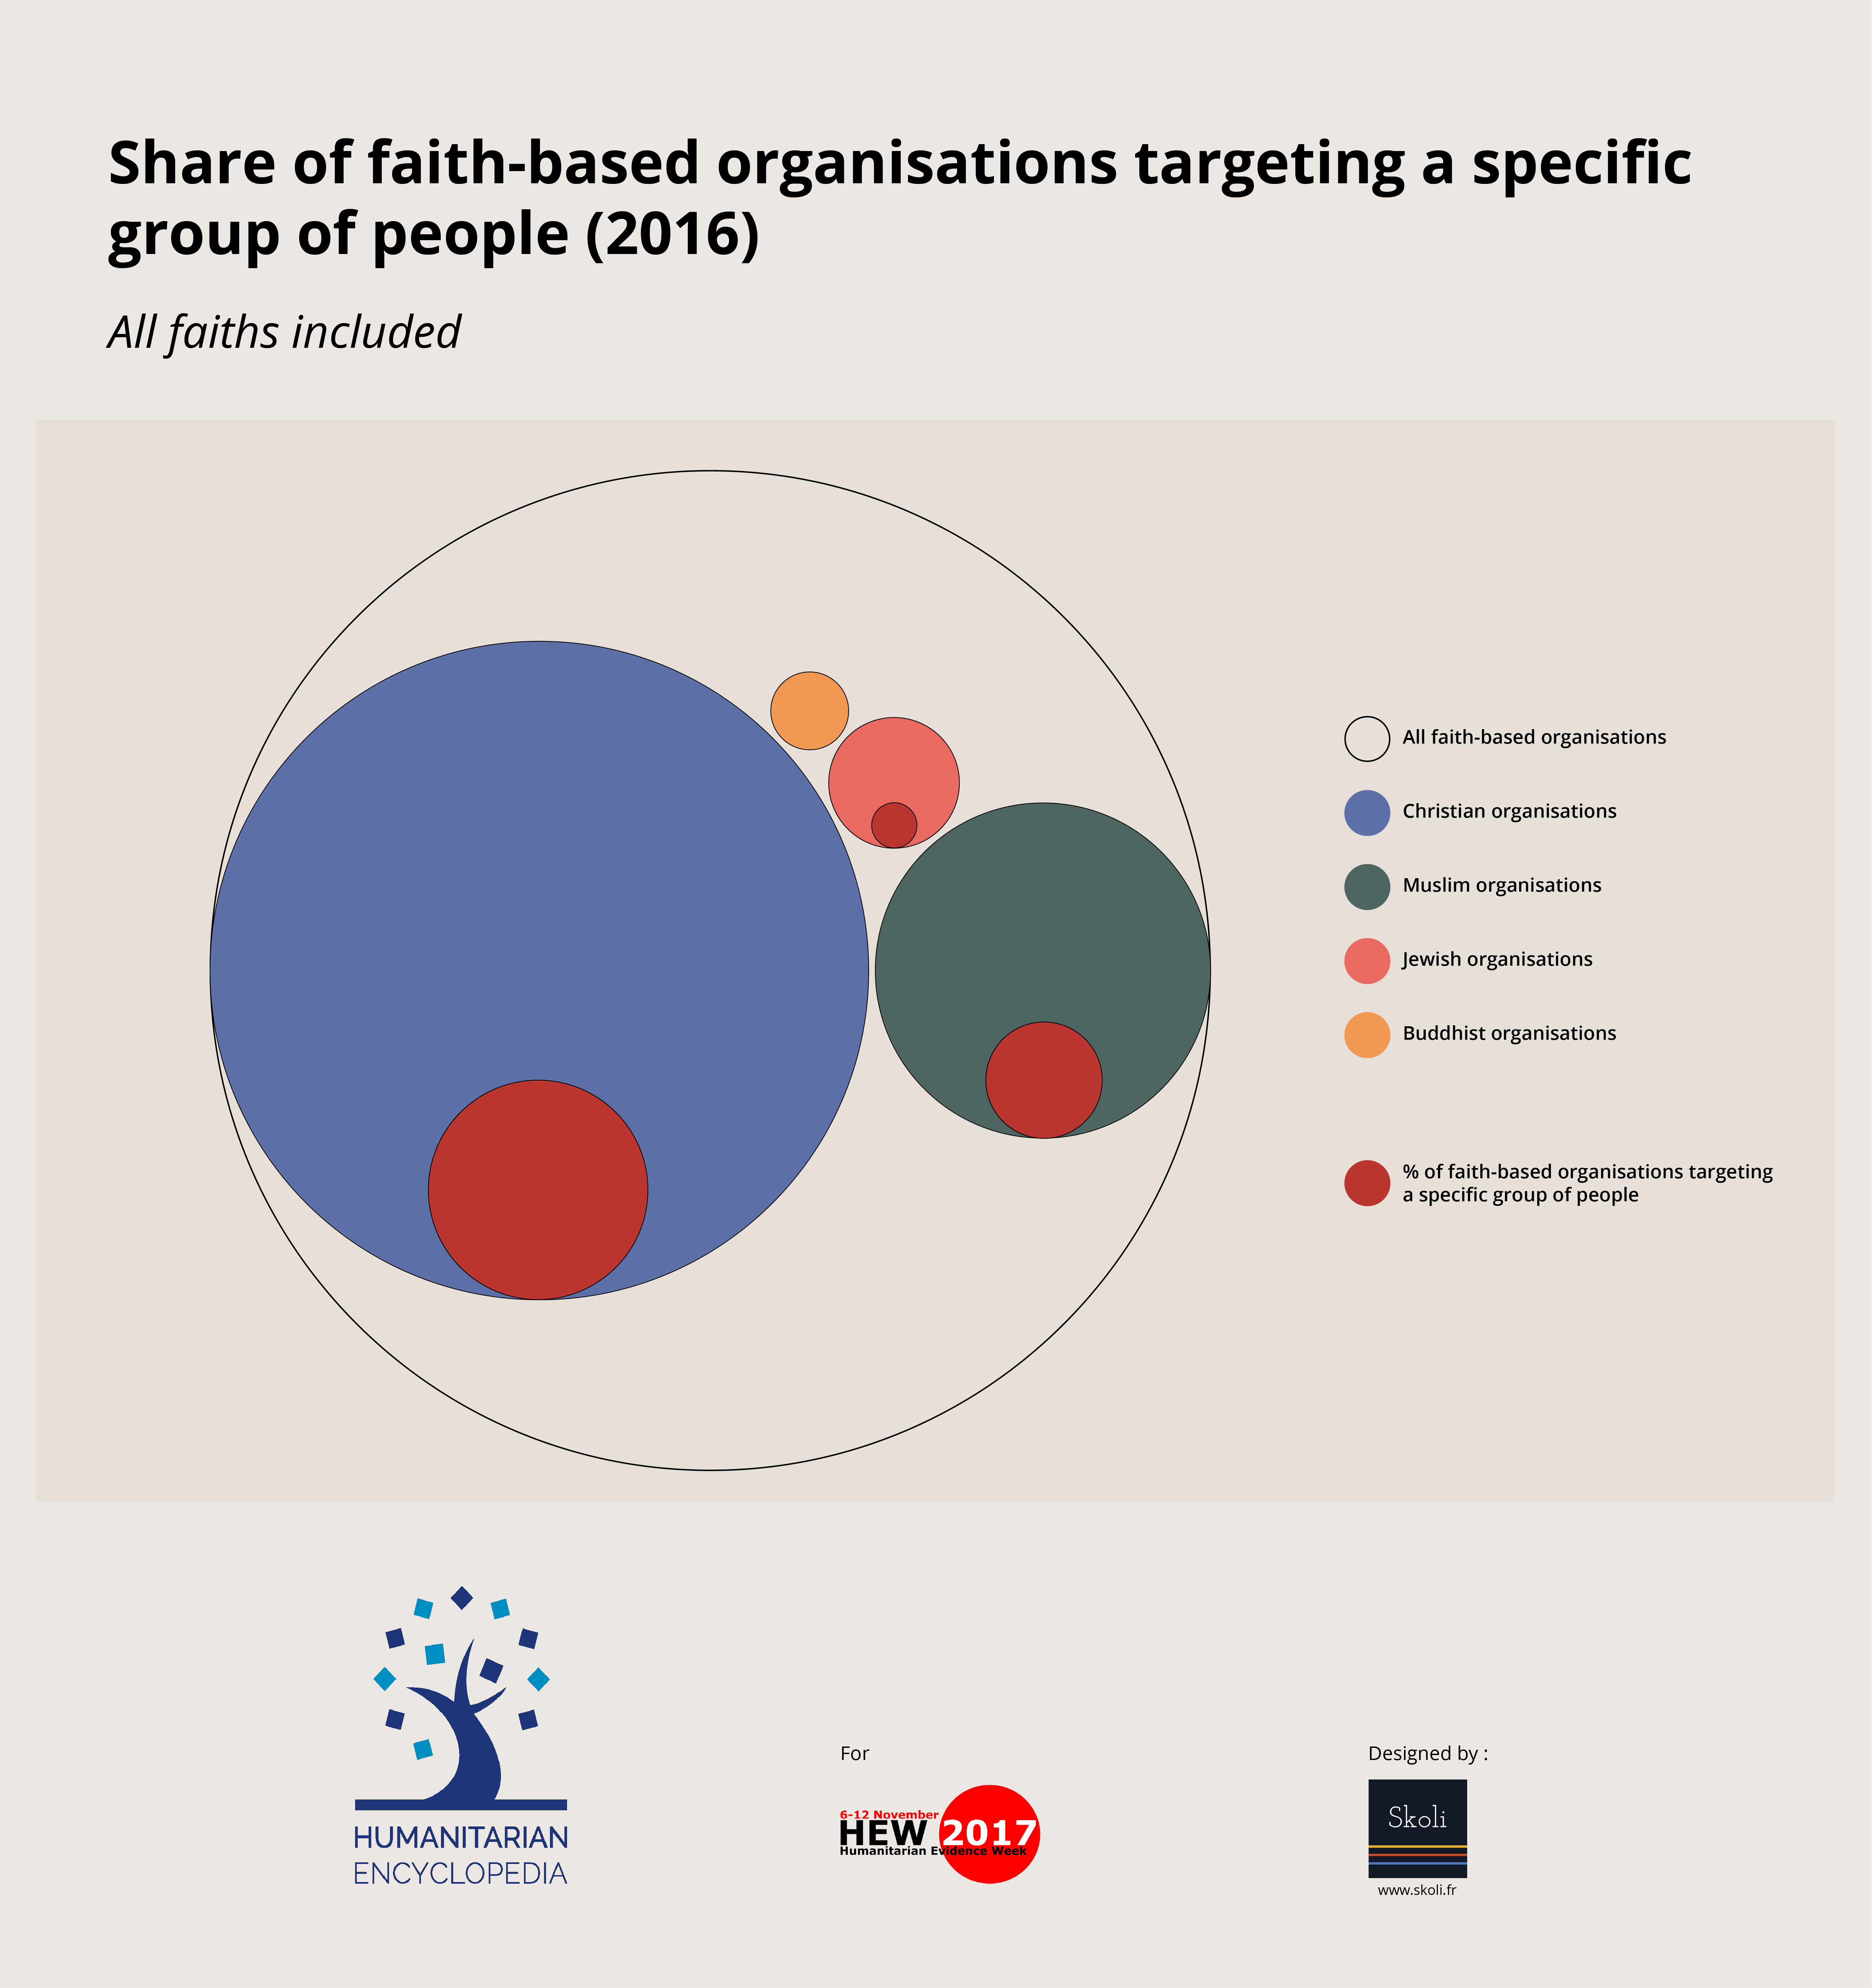 Share of faith-based organisations targeting a specific
group of people (2016)
All faiths included
All faith-based organisations
Christian organisations
Muslim organisations
Jewish organisations
Buddhist organisations
% of faith-based organisations targeting
a specific group of people
HUMANITARIAN
ENCYCLOPEDIA
For
6-12 November
HEW 2017
Humanitarian Evidence Week
Designed by :
Skoli
www.skoli.fr